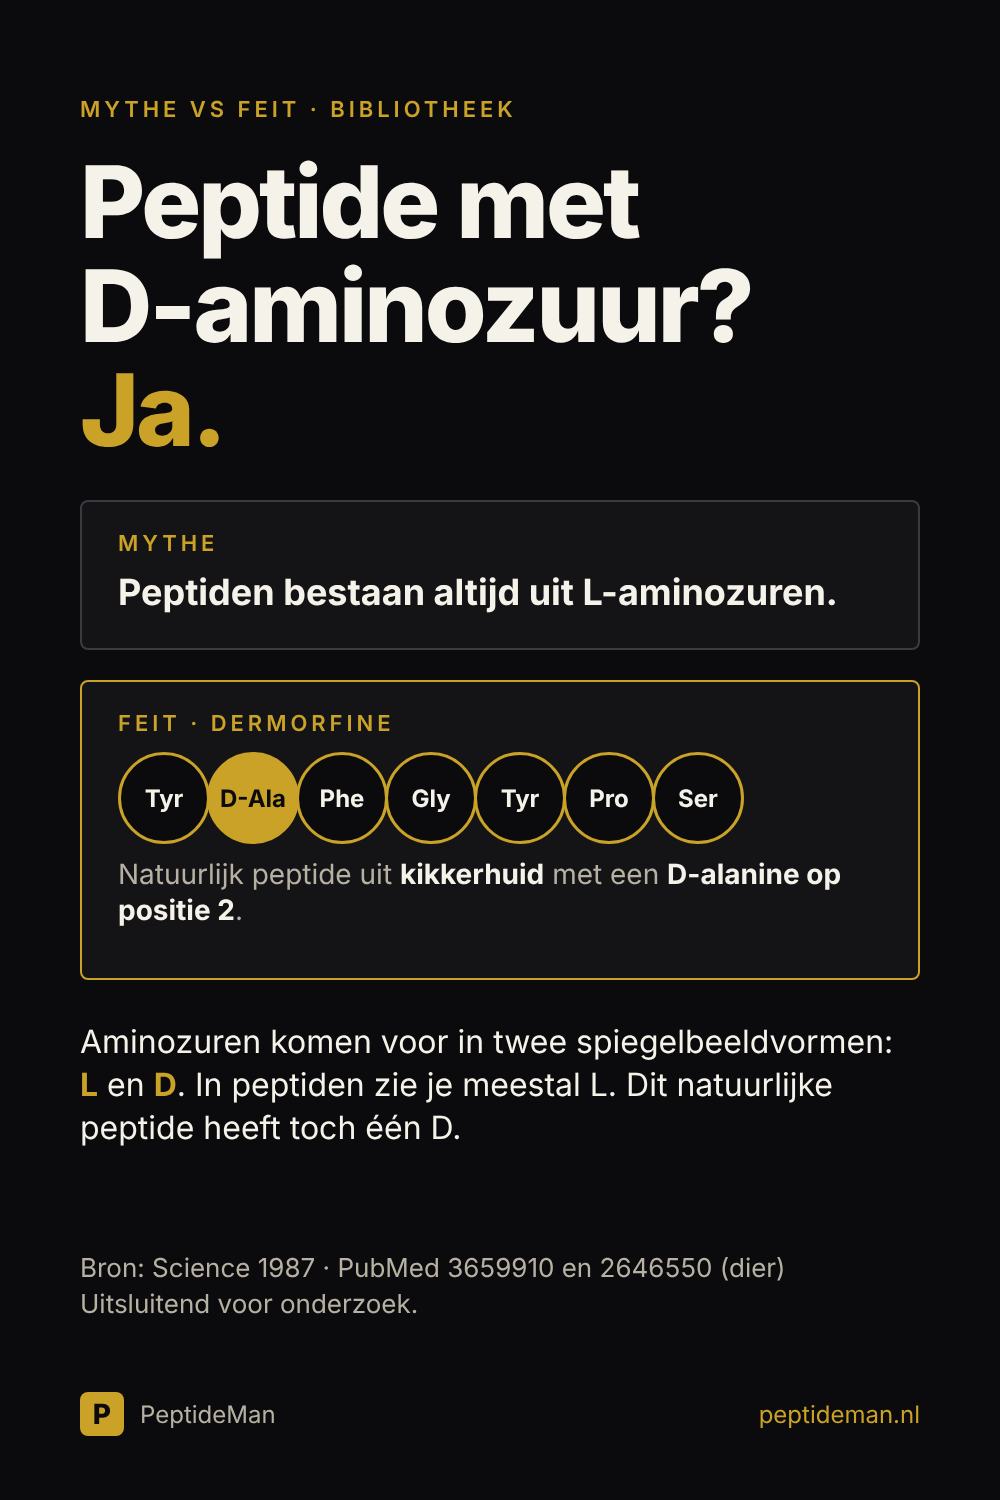 MYTHE VS FEIT · BIBLIOTHEEK
Peptide met
D-aminozuur?
Ja.
MYTHE
Peptiden bestaan altijd uit L-aminozuren.
FEIT · DERMORFINE
Tyr D-Ala Phe Gly Tyr Pro Ser
Natuurlijk peptide uit kikkerhuid met een D-alanine op
positie 2.
Aminozuren komen voor in twee spiegelbeeldvormen:
L en D. In peptiden zie je meestal L. Dit natuurlijke
peptide heeft toch één D.
Bron: Science 1987 · PubMed 3659910 en 2646550 (dier)
Uitsluitend voor onderzoek.
P PeptideMan peptideman.nl